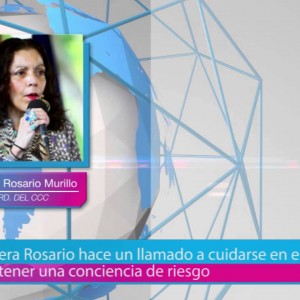 Rosario Murillo
RD. DEL CCC
era Rosario hace un llamado a cuidarse en e
tener una conciencia de riesgo